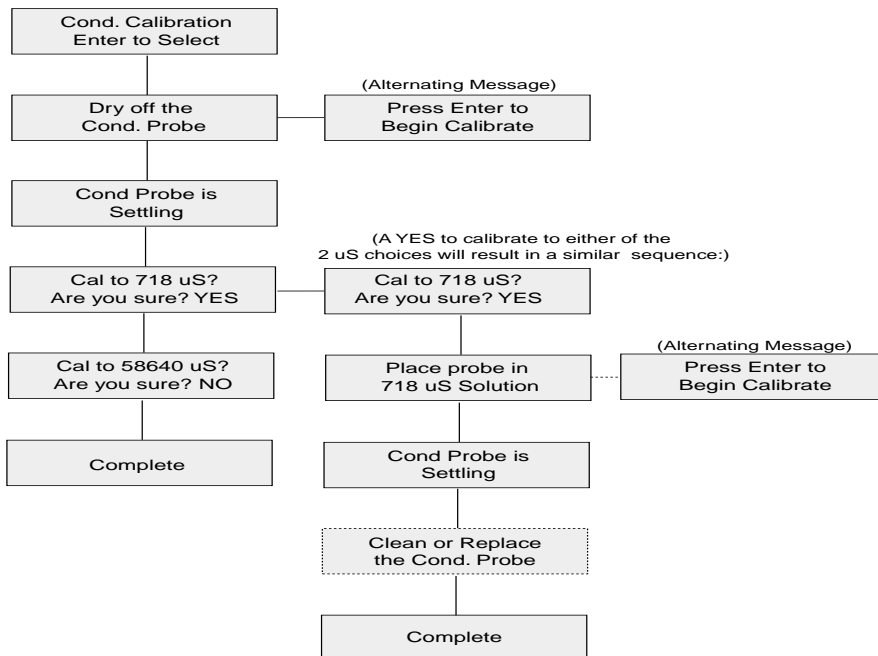 Cond. Calibration
Enter to Select
(Alternating Message)
Dry off the
Cond. Probe
Press Enter to
Begin Calibrate
Cond Probe is
Settling
(A YES to calibrate to either of the
2 uS choices will result in a similar sequence:)
Cal to 718 uS?
Are you sure? YES
Cal to 718 uS?
Are you sure? YES
(Alternating Message)
Cal to 58640 uS?
Are you sure? NO
Place probe in
718 uS Solution
Press Enter to
Begin Calibrate
Complete
Cond Probe is
Settling
Clean or Replace
the Cond. Probe
Complete